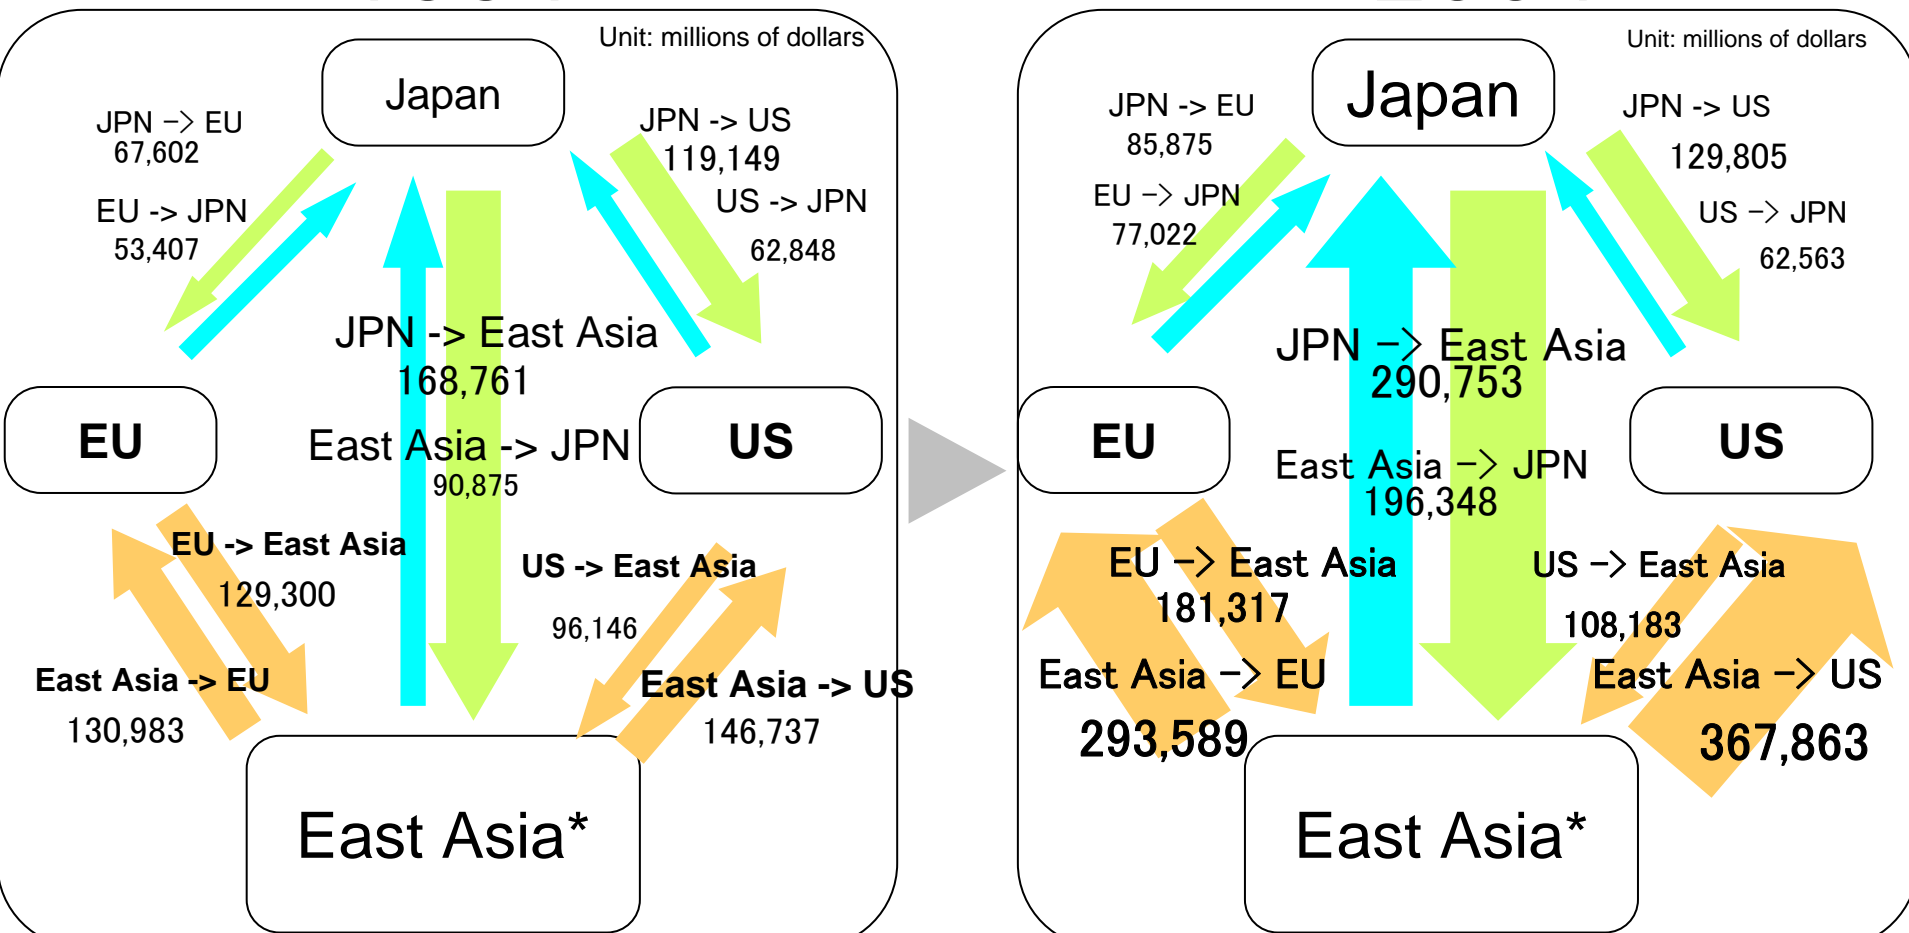 Unit: millions of dollars
Japan
JPN -> EU
67,602
EU -> JPN
53,407
JPN -> US
119,149
US -> JPN
62,848
JPN -> East Asia
168,761
East Asia -> JPN
90,875
EU
US
EU -> East Asia
129,300
US -> East Asia
96,146
East Asia -> EU
130,983
East Asia -> US
146,737
East Asia*
Unit: millions of dollars
Japan
JPN -> EU
85,875
EU -> JPN
77,022
JPN -> US
129,805
US -> JPN
62,563
JPN -> East Asia
290,753
East Asia -> JPN
196,348
EU
US
EU -> East Asia
181,317
US -> East Asia
108,183
East Asia -> EU
293,589
East Asia -> US
367,863
East Asia*